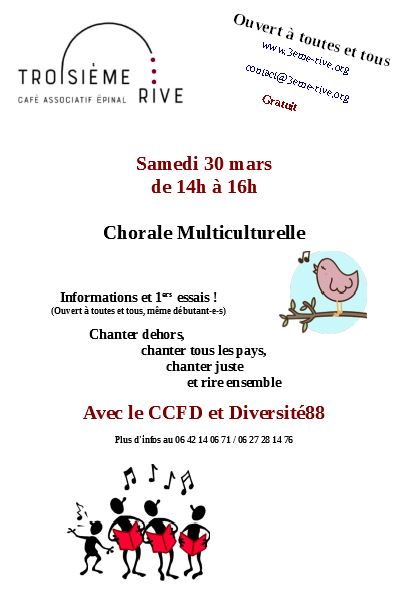 TROISIÈME
CAFÉ ASSOCIATIF ÉPINAL
RIVE
Ouvert à toutes et tous
www.3eme-rive.org
contact@3eme-rive.org
Gratuit
Samedi 30 mars
de 14h à 16h
Chorale Multiculturelle
Informations et 1ers essais !
(Ouvert à toutes et tous, même débutant-e-s)
Chanter dehors,
chanter tous les pays,
chanter juste
et rire ensemble
Avec le CCFD et Diversité88
Plus d'infos au 06 42 14 06 71 / 06 27 28 14 76